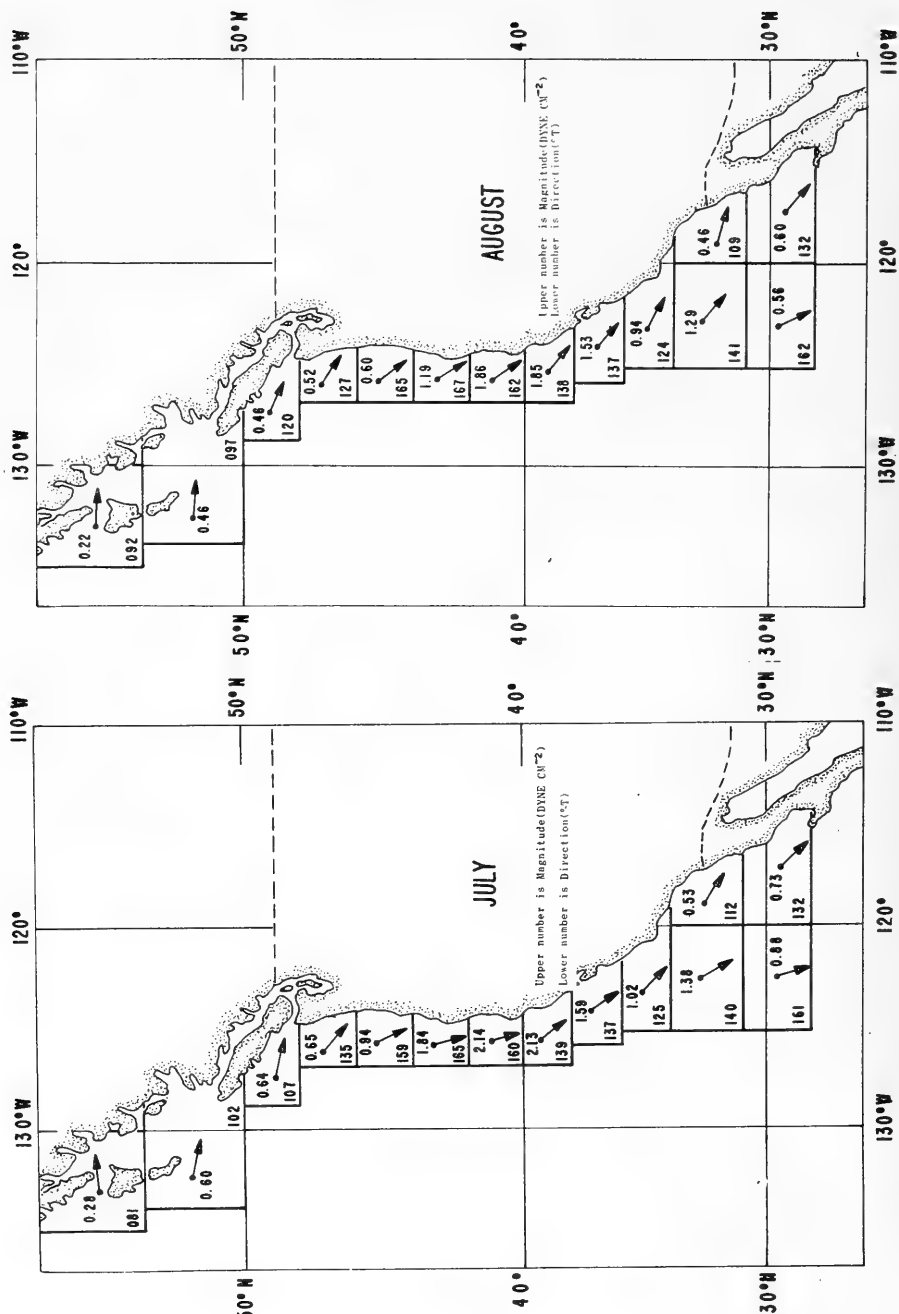 130°W
120°
110°W
50°N
50°N
40°
40°
30°N
30°N
130°W
120°
110°W
JULY
Upper number is Magnitude(DYNE CM⁻²)
Lower number is Direction(°T)
0.28
081
0.60
102
0.64
107
0.65
135
0.94
159
1.84
165
2.14
160
2.13
139
1.59
137
1.02
125
1.38
140
0.53
112
0.88
161
0.73
132
130°W
120°
110°W
50°N
50°N
40°
40°
30°N
30°N
130°W
120°
110°W
AUGUST
Upper number is Magnitude(DYNE CM⁻²)
Lower number is Direction(°T)
0.22
092
0.46
097
0.46
120
0.52
127
0.60
165
1.19
167
1.86
162
1.85
138
1.53
137
0.94
124
1.29
141
0.46
109
0.56
162
0.60
132